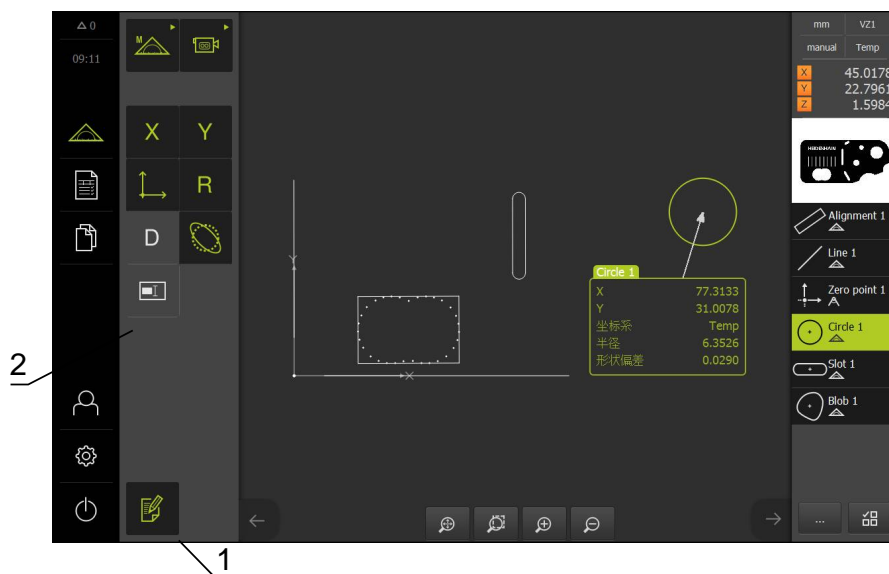 0
09:11
M
X
Y
R
D
2
1
Y
X
Circle 1
X 77.3133
Y 31.0078
坐标系 Temp
半径 6.3526
形状偏差 0.0290
mm VZ1
manual Temp
X 45.0178
Y 22.7961
Z 1.5984
HEIDENHAIN
Alignment 1
Line 1
Zero point 1
Circle 1
Slot 1
Blob 1
...